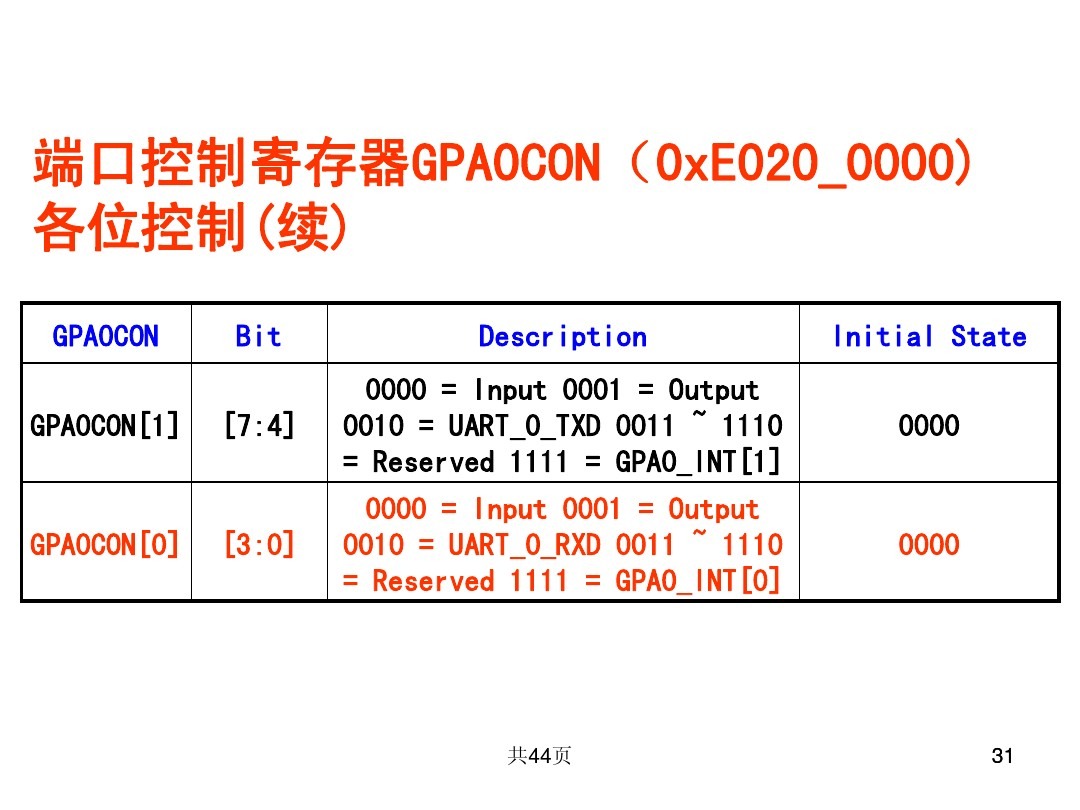 端口控制寄存器GPA0CON（0xE020_0000)
各位控制(续)
GPA0CON Bit Description Initial State
0000 = Input 0001 = Output
GPA0CON[1] [7:4] 0010 = UART_0_TXD 0011 ~ 1110 0000
= Reserved 1111 = GPA0_INT[1]
0000 = Input 0001 = Output
GPA0CON[0] [3:0] 0010 = UART_0_RXD 0011 ~ 1110 0000
= Reserved 1111 = GPA0_INT[0]
共44页 31